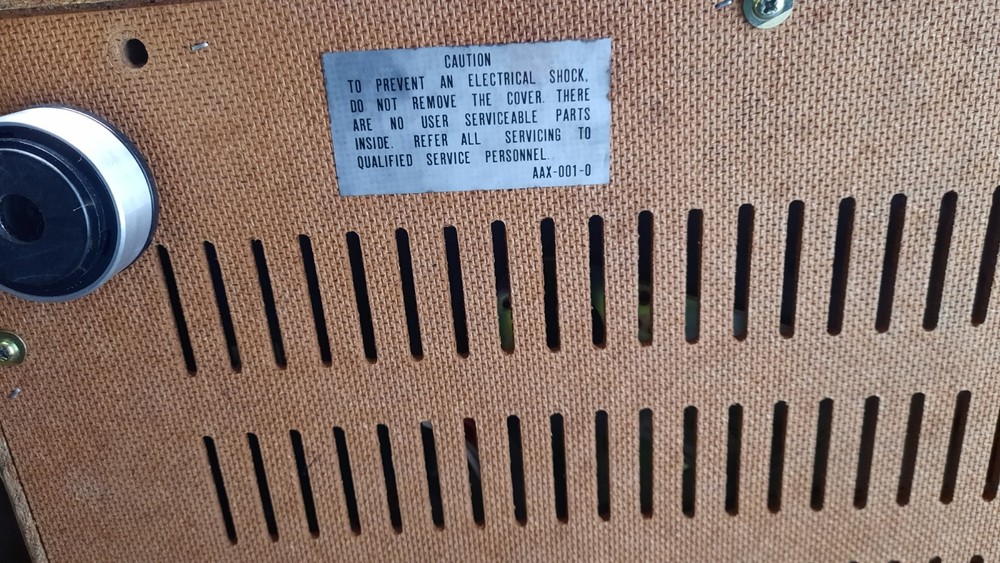 CAUTION
TO PREVENT AN ELECTRICAL SHOCK.
DO NOT REMOVE THE COVER. THERE
ARE NO USER SERVICEABLE PARTS
INSIDE. REFER ALL SERVICING TO
QUALIFIED SERVICE PERSONNEL.
AAX-001-0